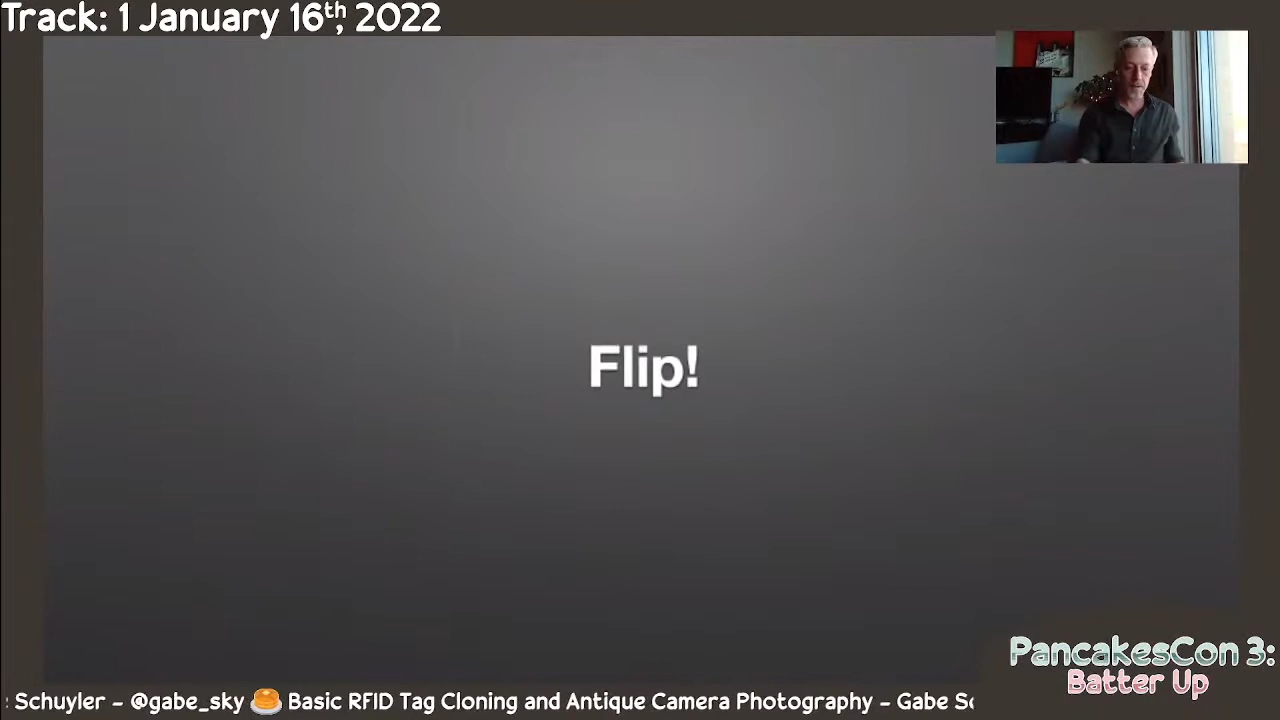 Track: 1 January 16th, 2022
Flip!
PancakesCon 3:
Batter Up
: Schuyler - @gabe_sky 🥞 Basic RFID Tag Cloning and Antique Camera Photography - Gabe Sc